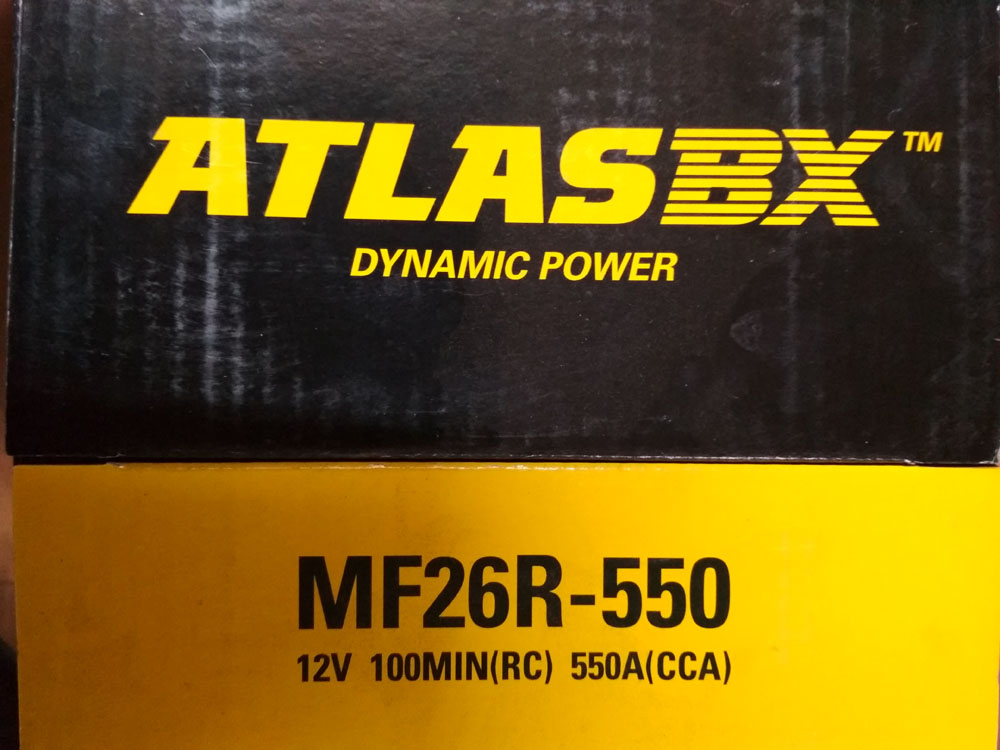 ATLASBX™
DYNAMIC POWER
MF26R-550
12V 100MIN(RC) 550A(CCA)